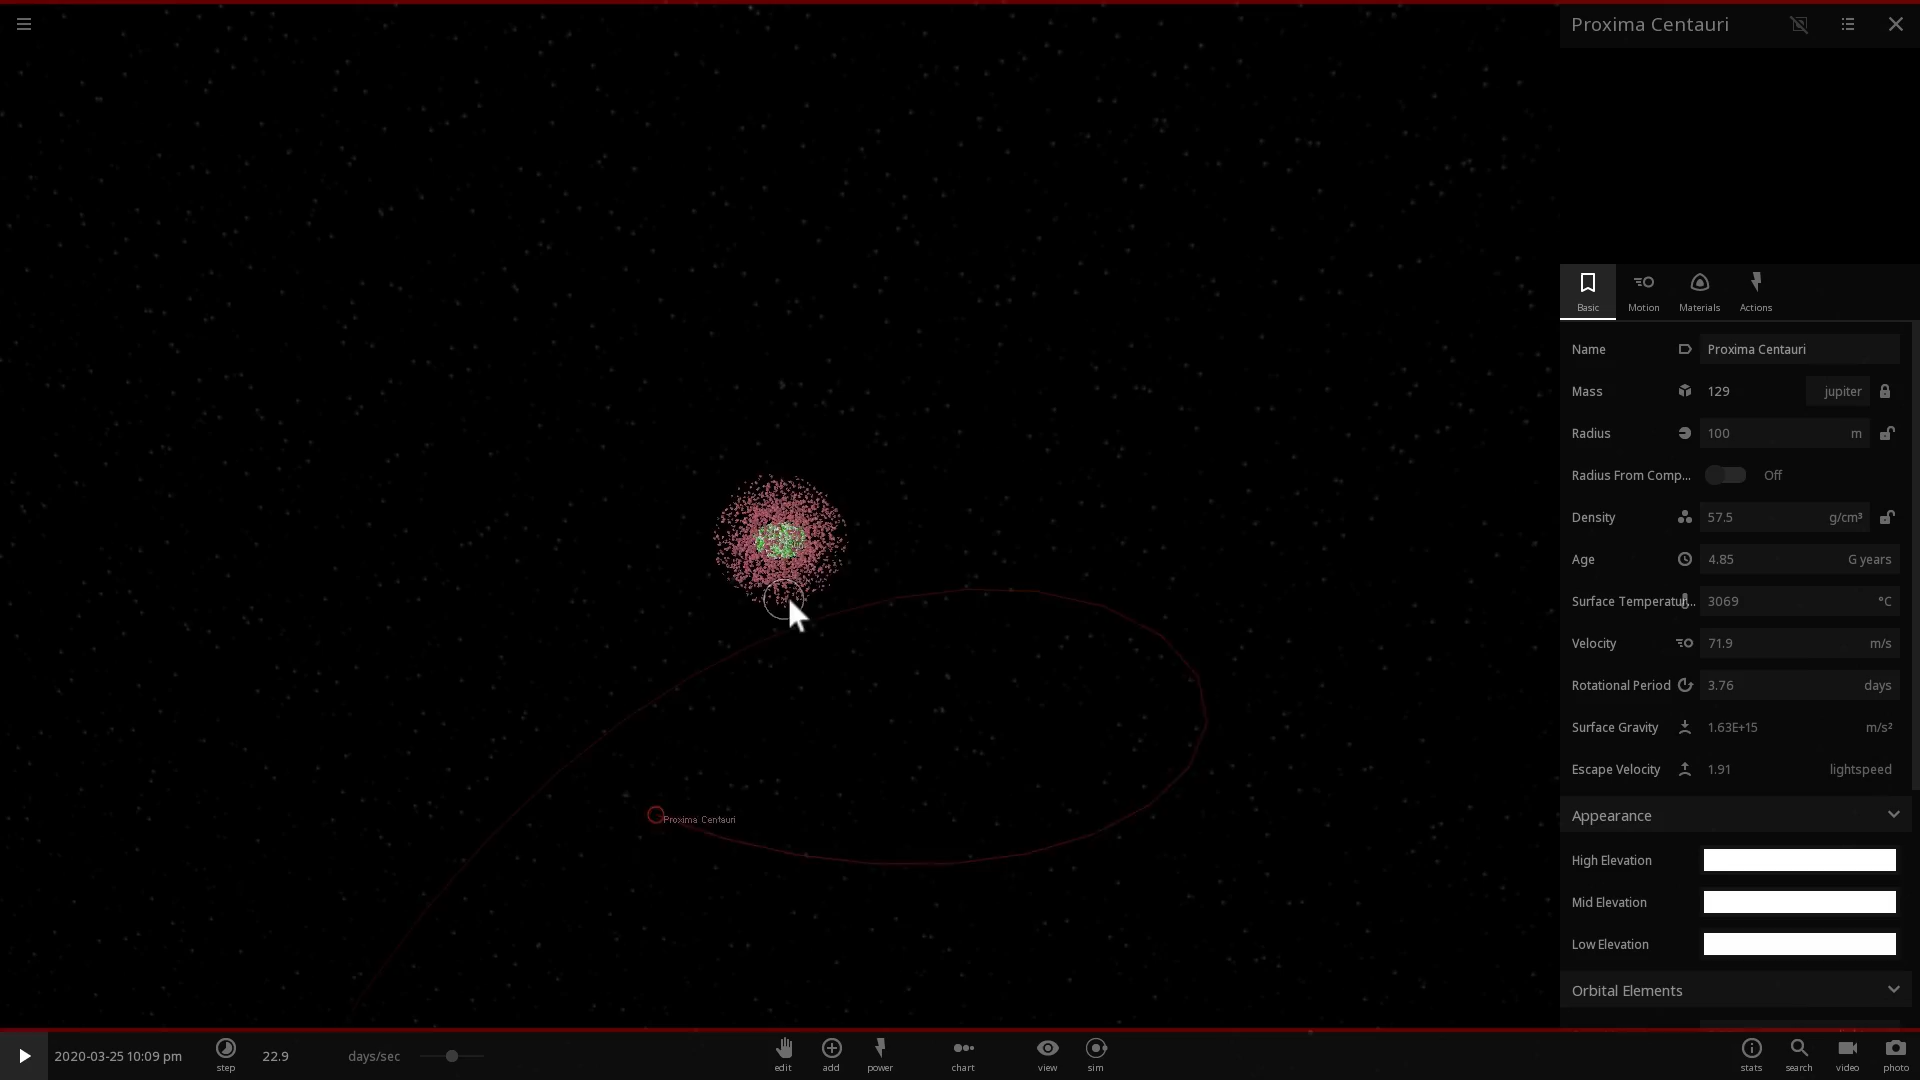 Proxima Centauri
Basic
Motion
Materials
Actions
Name Proxima Centauri
Mass 129 jupiter
Radius 100 m
Radius From Comp... Off
Density 57.5 g/cm³
Age 4.85 G years
Surface Temperatur... 3069 °C
Velocity 71.9 m/s
Rotational Period 3.76 days
Surface Gravity 1.63E+15 m/s²
Escape Velocity 1.91 lightspeed
Appearance
High Elevation
Mid Elevation
Low Elevation
Orbital Elements
Proxima Centauri
2020-03-25 10:09 pm
step
22.9 days/sec
edit
add
power
chart
view
sim
stats
search
video
photo